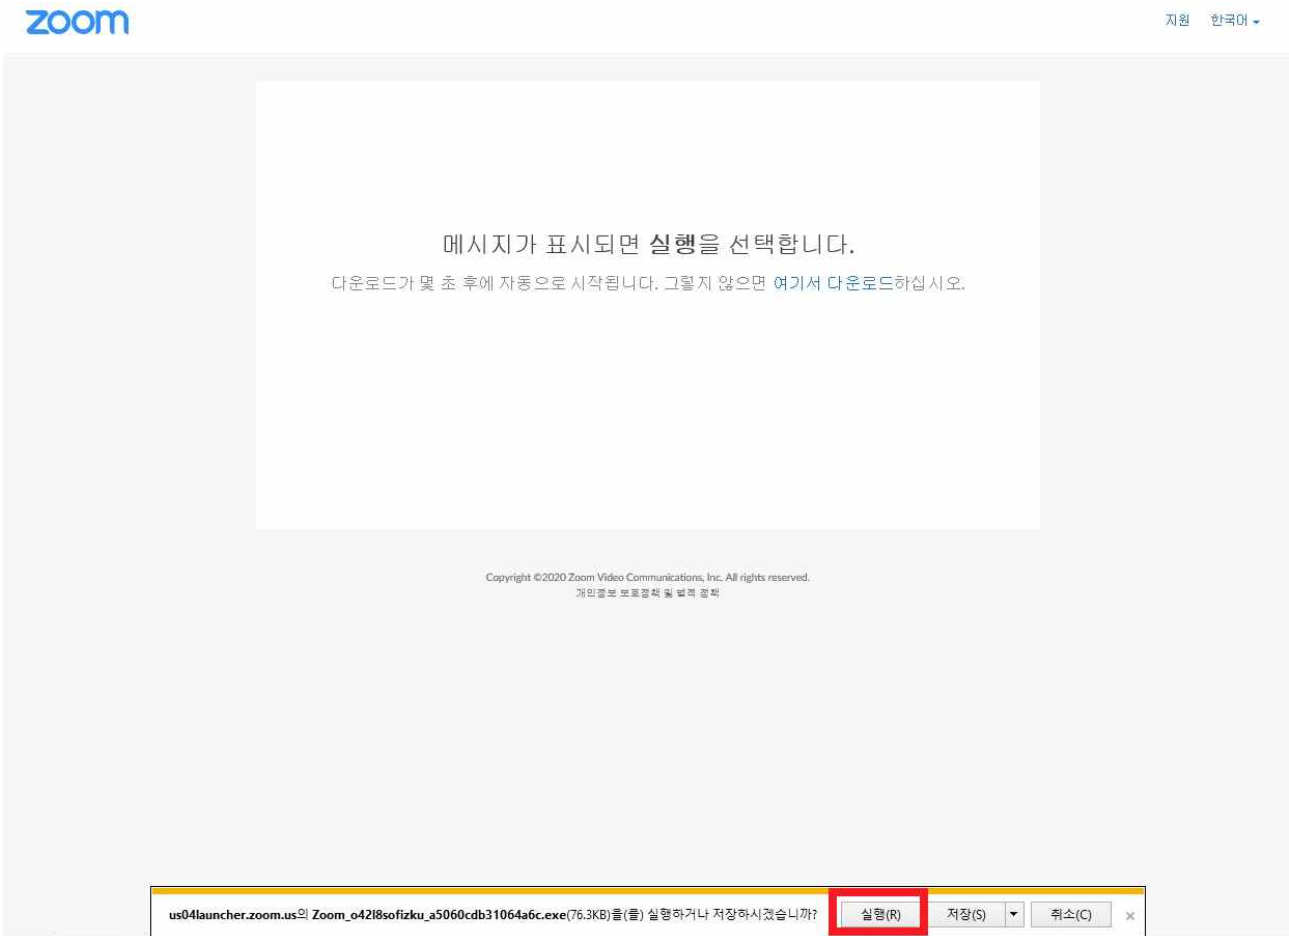 zoom
지원 한국어
메시지가 표시되면 실행을 선택합니다.
다운로드가 몇 초 후에 자동으로 시작됩니다. 그렇지 않으면 여기서 다운로드하십시오.
Copyright ©2020 Zoom Video Communications, Inc. All rights reserved.
개인정보 보호정책 및 법적 정책
us04launcher.zoom.us의 Zoom_o42l8sofizku_a5060cdb31064a6c.exe(76.3KB)을(를) 실행하거나 저장하시겠습니까? 실행(R) 저장(S) 취소(C)